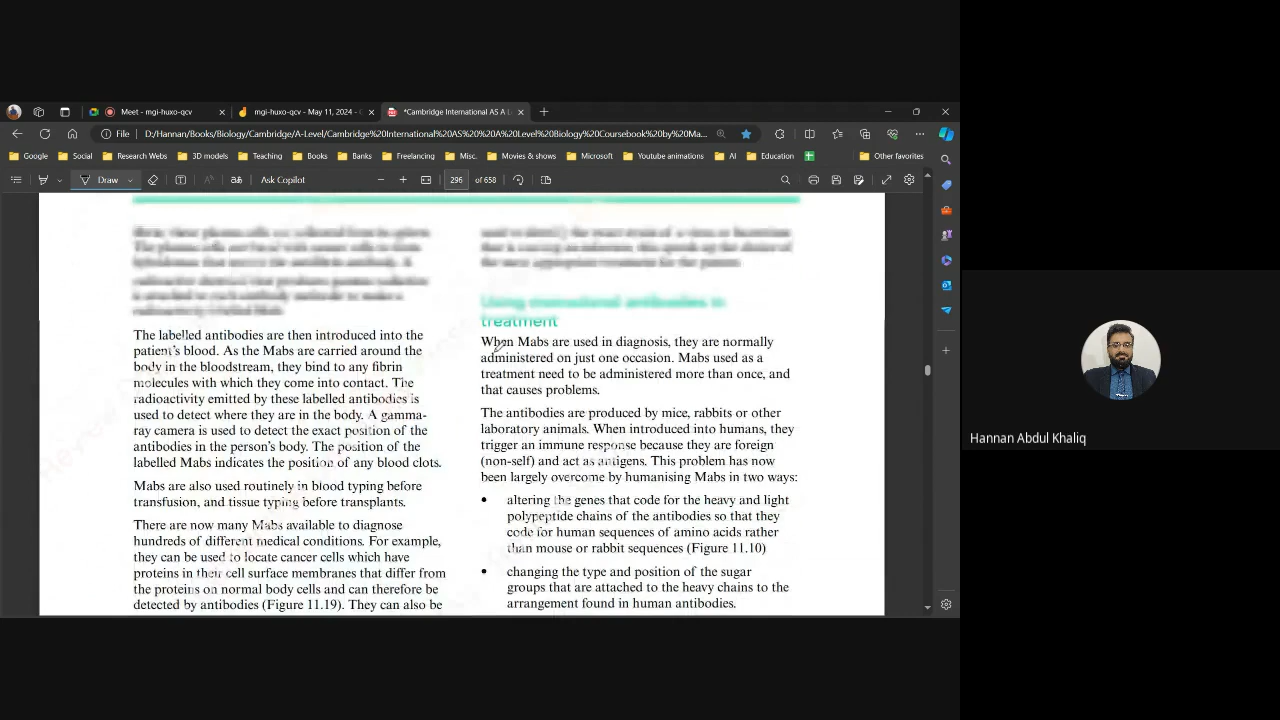 Meet - mgi-huxo-qcv
mgi-huxo-qcv - May 11, 2024 -
*Cambridge International AS A
File
D:/Hannan/Books/Biology/Cambridge/A-Level/Cambridge%20International%20AS%20%20A%20Level%20Biology%20Coursebook%20by%20Ma...
Google
Social
Research Webs
3D models
Teaching
Books
Banks
Freelancing
Misc.
Movies & shows
Microsoft
Youtube animations
AI
Education
Other favorites
Draw
Ask Copilot
296
of 658
The labelled antibodies are then introduced into the
patient's blood. As the Mabs are carried around the
body in the bloodstream, they bind to any fibrin
molecules with which they come into contact. The
radioactivity emitted by these labelled antibodies is
used to detect where they are in the body. A gamma-
ray camera is used to detect the exact position of the
antibodies in the person's body. The position of the
labelled Mabs indicates the position of any blood clots.
Mabs are also used routinely in blood typing before
transfusion, and tissue typing before transplants.
There are now many Mabs available to diagnose
hundreds of different medical conditions. For example,
they can be used to locate cancer cells which have
proteins in their cell surface membranes that differ from
the proteins on normal body cells and can therefore be
detected by antibodies (Figure 11.19). They can also be
Using monoclonal antibodies in
treatment
When Mabs are used in diagnosis, they are normally
administered on just one occasion. Mabs used as a
treatment need to be administered more than once, and
that causes problems.
The antibodies are produced by mice, rabbits or other
laboratory animals. When introduced into humans, they
trigger an immune response because they are foreign
(non-self) and act as antigens. This problem has now
been largely overcome by humanising Mabs in two ways:
• altering the genes that code for the heavy and light
polypeptide chains of the antibodies so that they
code for human sequences of amino acids rather
than mouse or rabbit sequences (Figure 11.10)
• changing the type and position of the sugar
groups that are attached to the heavy chains to the
arrangement found in human antibodies.
Hannan Abdul Khaliq